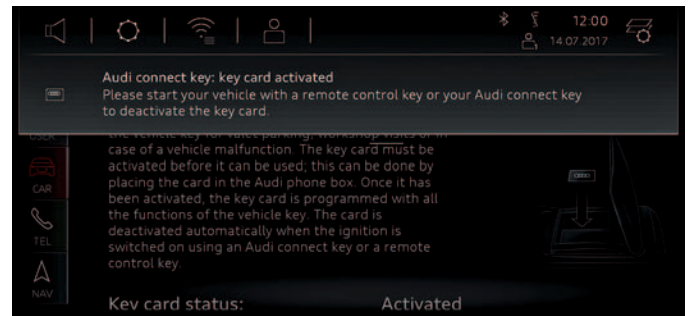 12:00
14.07.2017
Audi connect key: key card activated
Please start your vehicle with a remote control key or your Audi connect key
to deactivate the key card.
USER
the vehicle key for valet parking, workshop visits or in
case of a vehicle malfunction. The key card must be
activated before it can be used; this can be done by
placing the card in the Audi phone box. Once it has
been activated, the key card is programmed with all
the functions of the vehicle key. The card is
deactivated automatically when the ignition is
switched on using an Audi connect key or a remote
control key.
CAR
TEL
NAV
Key card status: Activated